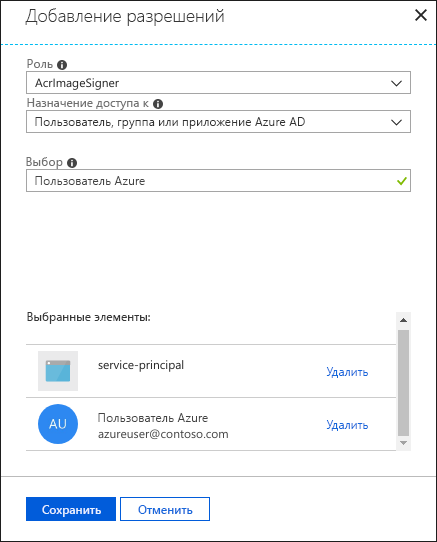 Добавление разрешений
Роль
AcrImageSigner
Назначение доступа к
Пользователь, группа или приложение Azure AD
Выбор
Пользователь Azure
Выбранные элементы:
service-principal
Удалить
AU
Пользователь Azure
azureuser@contoso.com
Удалить
Сохранить
Отменить